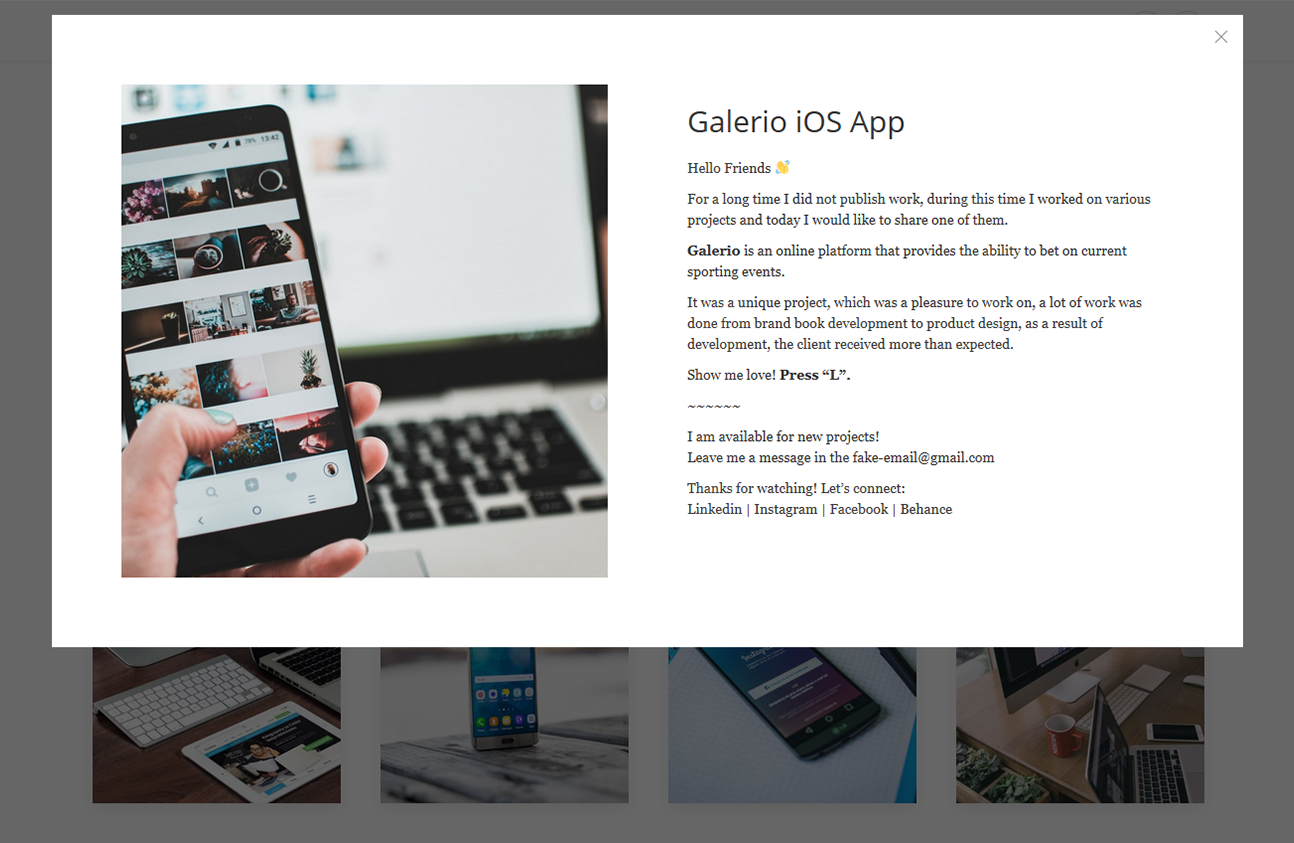 13:42
Galerio iOS App
Hello Friends 👋
For a long time I did not publish work, during this time I worked on various
projects and today I would like to share one of them.
Galerio is an online platform that provides the ability to bet on current
sporting events.
It was a unique project, which was a pleasure to work on, a lot of work was
done from brand book development to product design, as a result of
development, the client received more than expected.
Show me love! Press “L”.
~~~~~~
I am available for new projects!
Leave me a message in the fake-email@gmail.com
Thanks for watching! Let’s connect:
Linkedin | Instagram | Facebook | Behance